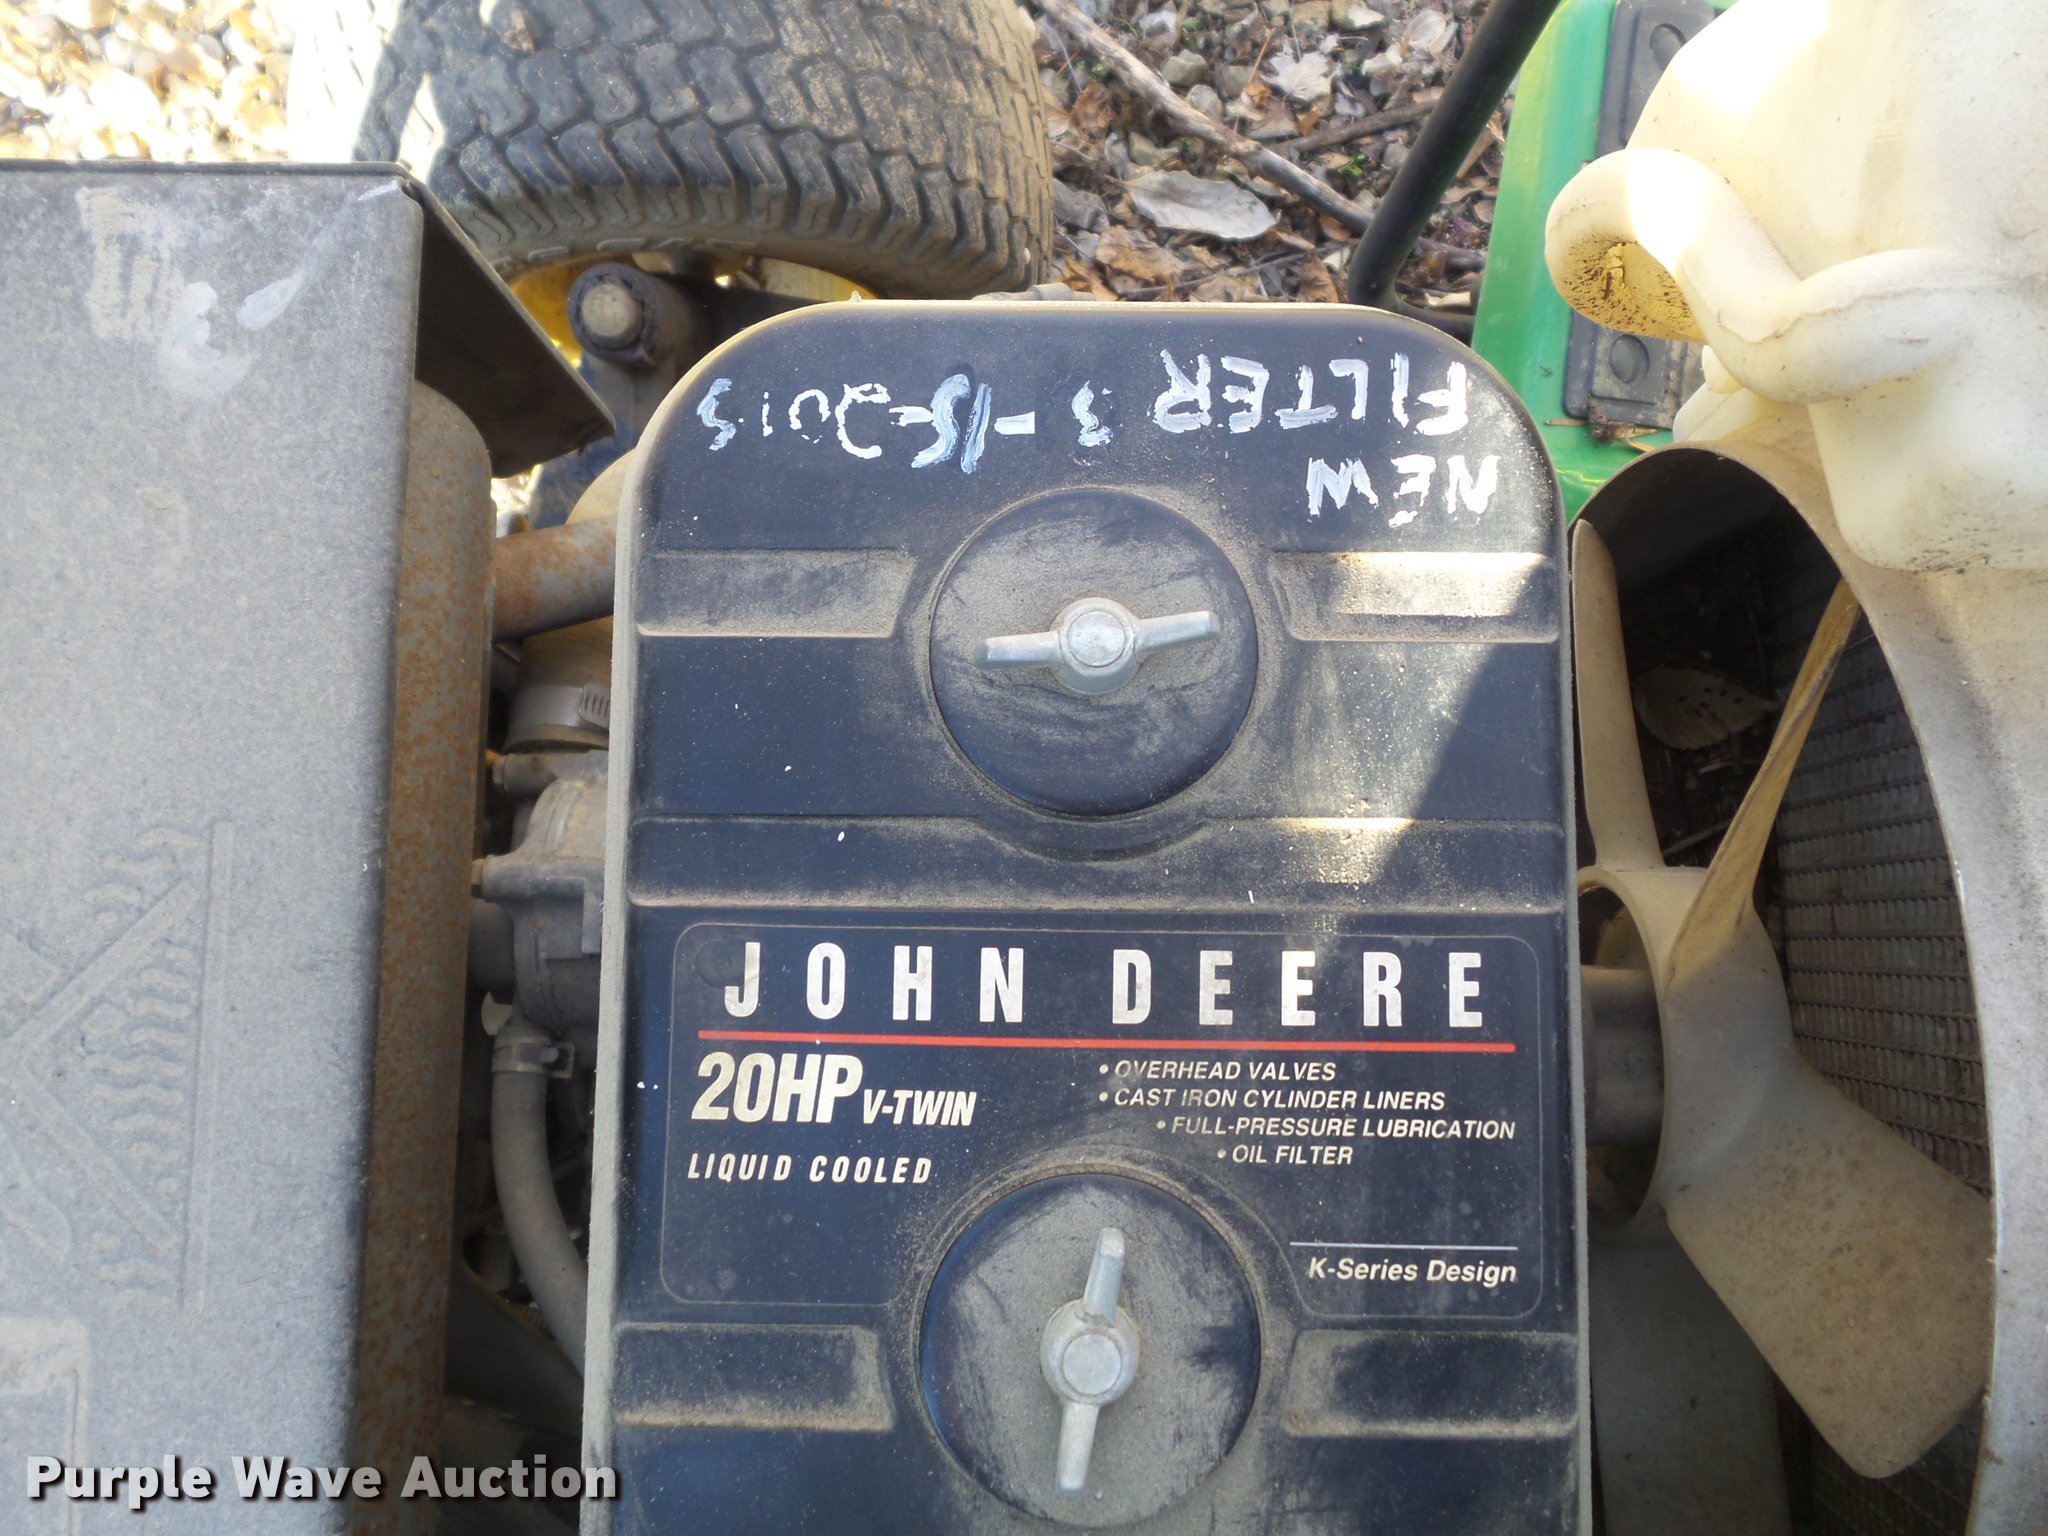 NEW
FILTER 3-15-2015
JOHN DEERE
20HP V-TWIN
LIQUID COOLED
• OVERHEAD VALVES
• CAST IRON CYLINDER LINERS
• FULL-PRESSURE LUBRICATION
• OIL FILTER
K-Series Design
Purple Wave Auction